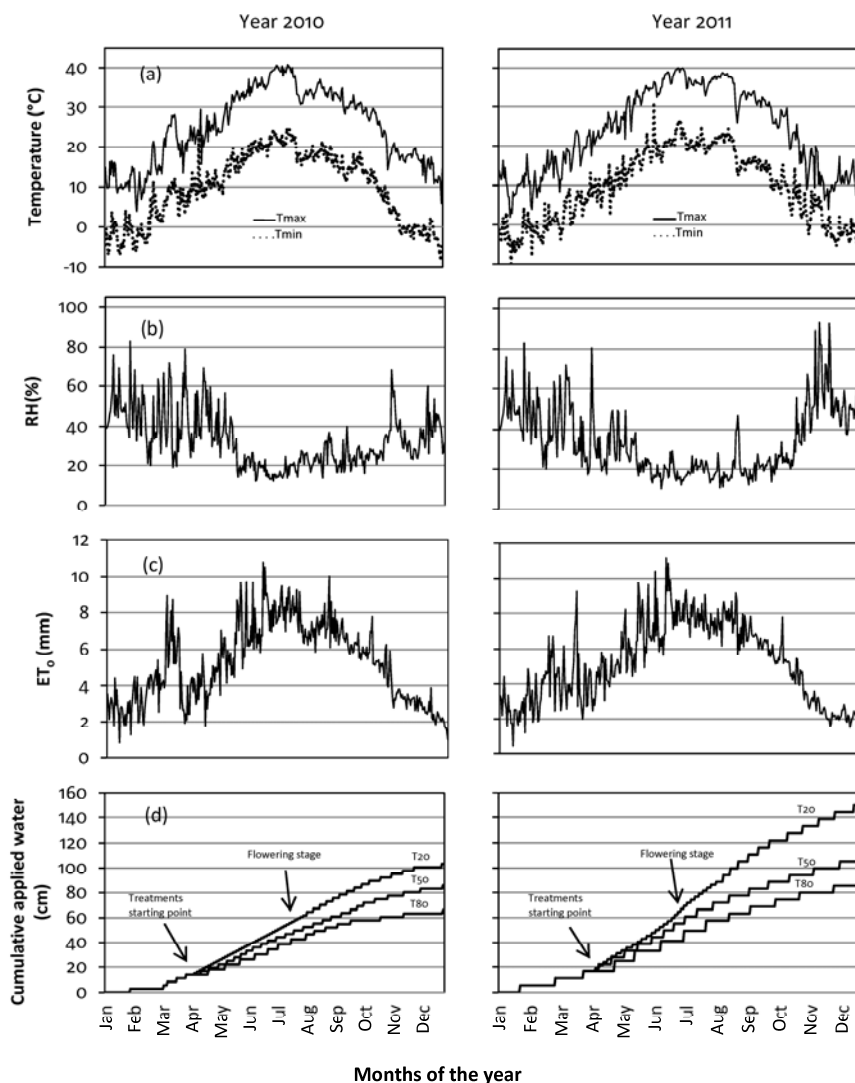 Year 2010
Year 2011
Temperature (°C)
40
30
20
10
0
-10
(a)
Tmax
Tmin
Tmax
Tmin
RH(%)
100
80
60
40
20
0
(b)
ETo (mm)
12
10
8
6
4
2
0
(c)
Cumulative applied water
(cm)
160
140
120
100
80
60
40
20
0
(d)
Treatments
starting point
Flowering stage
T20
T50
T80
Treatments
starting point
Flowering stage
T20
T50
T80
Jan
Feb
Mar
Apr
May
Jun
Jul
Aug
Sep
Oct
Nov
Dec
Jan
Feb
Mar
Apr
May
Jun
Jul
Aug
Sep
Oct
Nov
Dec
Months of the year